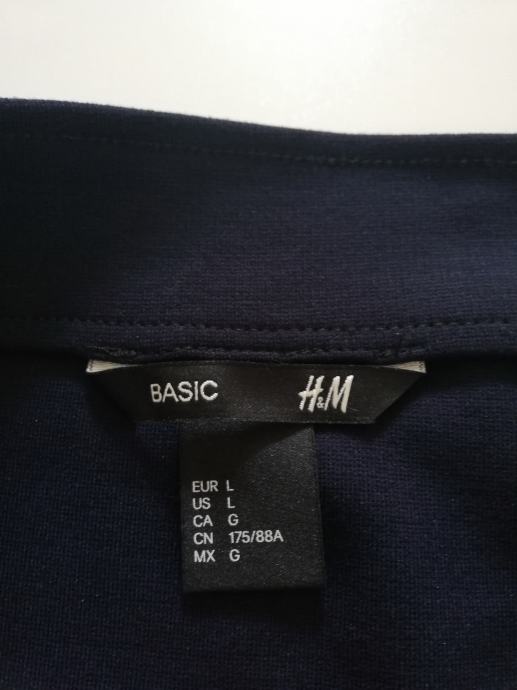 BASIC H&M
EUR L
US L
CA G
CN 175/88A
MX G